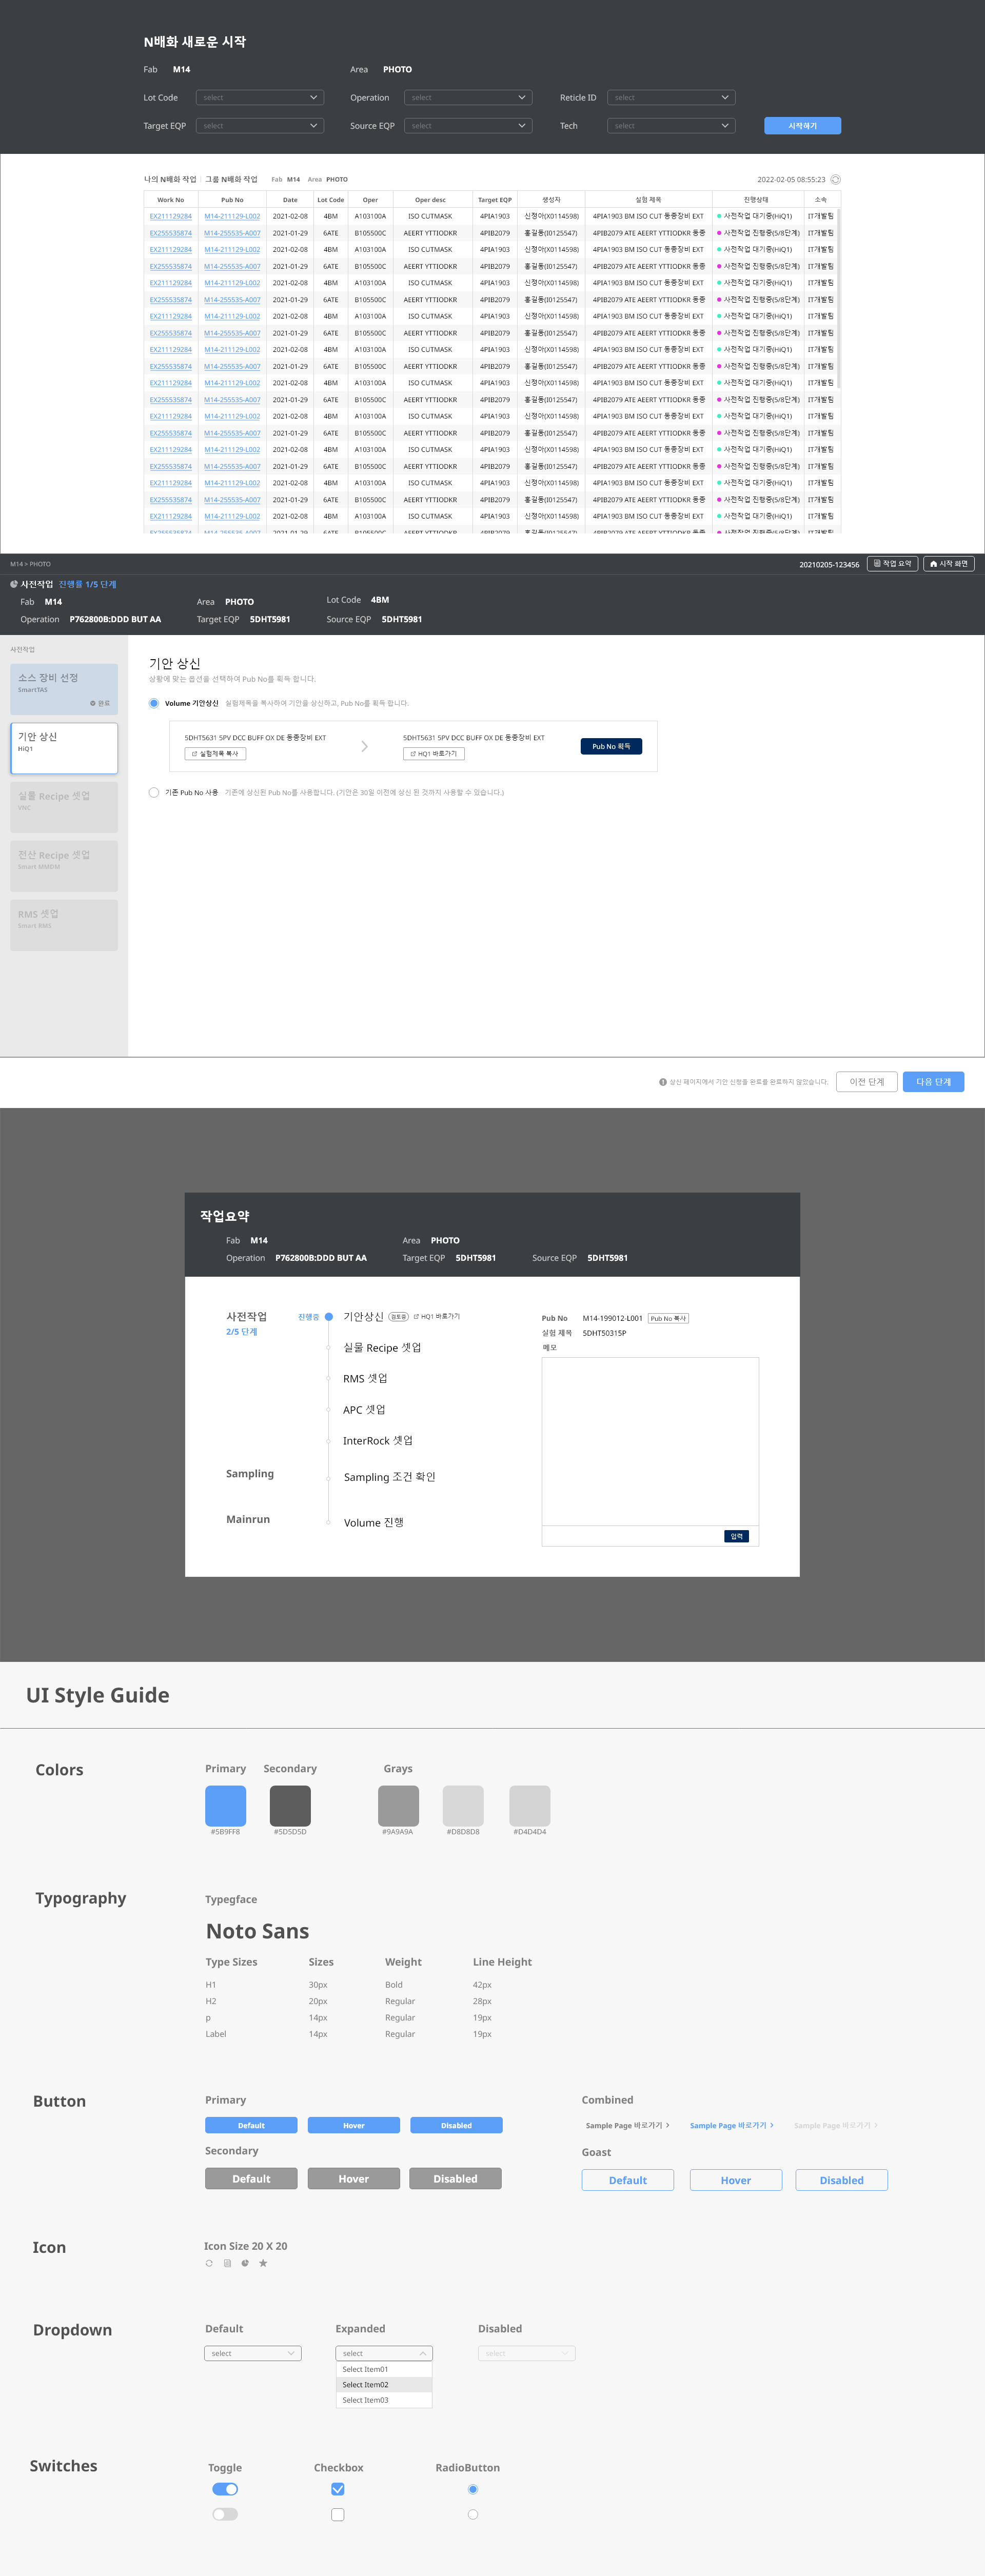 N배화 새로운 시작
Fab M14 Area PHOTO
Lot Code select Operation select Reticle ID select
Target EQP select Source EQP select Tech select 시작하기
나의 N배화 작업 그룹 N배화 작업 Fab M14 Area PHOTO 2022-02-05 08:55:23
Work No Pub No Date Lot Code Oper Oper desc Target EQP 생성자 실험 제목 진행상태 소속
EX211129284 M14-211129-L002 2021-02-08 4BM A103100A ISO CUTMASK 4PIA1903 신정아(X0114598) 4PIA1903 BM ISO CUT 동종장비 EXT 사전작업 대기중(HiQ1) IT개발팀
EX255535874 M14-255535-A007 2021-01-29 6ATE B105500C AEERT YTTIODKR 4PIB2079 홍길동(I0125547) 4PIB2079 ATE AEERT YTTIODKR 동종 사전작업 진행중(5/8단계) IT개발팀
EX211129284 M14-211129-L002 2021-02-08 4BM A103100A ISO CUTMASK 4PIA1903 신정아(X0114598) 4PIA1903 BM ISO CUT 동종장비 EXT 사전작업 대기중(HiQ1) IT개발팀
EX255535874 M14-255535-A007 2021-01-29 6ATE B105500C AEERT YTTIODKR 4PIB2079 홍길동(I0125547) 4PIB2079 ATE AEERT YTTIODKR 동종 사전작업 진행중(5/8단계) IT개발팀
EX211129284 M14-211129-L002 2021-02-08 4BM A103100A ISO CUTMASK 4PIA1903 신정아(X0114598) 4PIA1903 BM ISO CUT 동종장비 EXT 사전작업 대기중(HiQ1) IT개발팀
EX255535874 M14-255535-A007 2021-01-29 6ATE B105500C AEERT YTTIODKR 4PIB2079 홍길동(I0125547) 4PIB2079 ATE AEERT YTTIODKR 동종 사전작업 진행중(5/8단계) IT개발팀
EX211129284 M14-211129-L002 2021-02-08 4BM A103100A ISO CUTMASK 4PIA1903 신정아(X0114598) 4PIA1903 BM ISO CUT 동종장비 EXT 사전작업 대기중(HiQ1) IT개발팀
EX255535874 M14-255535-A007 2021-01-29 6ATE B105500C AEERT YTTIODKR 4PIB2079 홍길동(I0125547) 4PIB2079 ATE AEERT YTTIODKR 동종 사전작업 진행중(5/8단계) IT개발팀
EX211129284 M14-211129-L002 2021-02-08 4BM A103100A ISO CUTMASK 4PIA1903 신정아(X0114598) 4PIA1903 BM ISO CUT 동종장비 EXT 사전작업 대기중(HiQ1) IT개발팀
EX255535874 M14-255535-A007 2021-01-29 6ATE B105500C AEERT YTTIODKR 4PIB2079 홍길동(I0125547) 4PIB2079 ATE AEERT YTTIODKR 동종 사전작업 진행중(5/8단계) IT개발팀
EX211129284 M14-211129-L002 2021-02-08 4BM A103100A ISO CUTMASK 4PIA1903 신정아(X0114598) 4PIA1903 BM ISO CUT 동종장비 EXT 사전작업 대기중(HiQ1) IT개발팀
EX255535874 M14-255535-A007 2021-01-29 6ATE B105500C AEERT YTTIODKR 4PIB2079 홍길동(I0125547) 4PIB2079 ATE AEERT YTTIODKR 동종 사전작업 진행중(5/8단계) IT개발팀
EX211129284 M14-211129-L002 2021-02-08 4BM A103100A ISO CUTMASK 4PIA1903 신정아(X0114598) 4PIA1903 BM ISO CUT 동종장비 EXT 사전작업 대기중(HiQ1) IT개발팀
EX255535874 M14-255535-A007 2021-01-29 6ATE B105500C AEERT YTTIODKR 4PIB2079 홍길동(I0125547) 4PIB2079 ATE AEERT YTTIODKR 동종 사전작업 진행중(5/8단계) IT개발팀
EX211129284 M14-211129-L002 2021-02-08 4BM A103100A ISO CUTMASK 4PIA1903 신정아(X0114598) 4PIA1903 BM ISO CUT 동종장비 EXT 사전작업 대기중(HiQ1) IT개발팀
EX255535874 M14-255535-A007 2021-01-29 6ATE B105500C AEERT YTTIODKR 4PIB2079 홍길동(I0125547) 4PIB2079 ATE AEERT YTTIODKR 동종 사전작업 진행중(5/8단계) IT개발팀
EX211129284 M14-211129-L002 2021-02-08 4BM A103100A ISO CUTMASK 4PIA1903 신정아(X0114598) 4PIA1903 BM ISO CUT 동종장비 EXT 사전작업 대기중(HiQ1) IT개발팀
EX255535874 M14-255535-A007 2021-01-29 6ATE B105500C AEERT YTTIODKR 4PIB2079 홍길동(I0125547) 4PIB2079 ATE AEERT YTTIODKR 동종 사전작업 진행중(5/8단계) IT개발팀
EX211129284 M14-211129-L002 2021-02-08 4BM A103100A ISO CUTMASK 4PIA1903 신정아(X0114598) 4PIA1903 BM ISO CUT 동종장비 EXT 사전작업 대기중(HiQ1) IT개발팀
EX255535874 M14-255535-A007 2021-01-29 6ATE B105500C AEERT YTTIODKR 4PIB2079 홍길동(I0125547) 4PIB2079 ATE AEERT YTTIODKR 동종 사전작업 진행중(5/8단계) IT개발팀
M14 > PHOTO 20210205-123456 작업 요약 시작 화면
사전작업 진행률 1/5 단계
Fab M14 Area PHOTO Lot Code 4BM
Operation P762800B:DDD BUT AA Target EQP 5DHT5981 Source EQP 5DHT5981
사전작업
소스 장비 선정
SmartTAS
완료
기안 상신
HiQ1
실물 Recipe 셋업
VNC
전산 Recipe 셋업
Smart MMDM
RMS 셋업
Smart RMS
기안 상신
상황에 맞는 옵션을 선택하여 Pub No를 획득 합니다.
Volume 기안상신 실험제목을 복사하여 기안을 상신하고, Pub No를 획득 합니다.
5DHT5631 5PV DCC BUFF OX DE 동종장비 EXT
실험제목 복사
5DHT5631 5PV DCC BUFF OX DE 동종장비 EXT
HQ1 바로가기
Pub No 획득
기존 Pub No 사용 기존에 상신된 Pub No를 사용합니다. (기안은 30일 이전에 상신 된 것까지 사용할 수 있습니다.)
상신 페이지에서 기안 신청을 완료를 완료하지 않았습니다. 이전 단계 다음 단계
작업요약
Fab M14 Area PHOTO
Operation P762800B:DDD BUT AA Target EQP 5DHT5981 Source EQP 5DHT5981
사전작업 진행중 기안상신 검토중 HQ1 바로가기
2/5 단계
실물 Recipe 셋업
RMS 셋업
APC 셋업
InterRock 셋업
Sampling Sampling 조건 확인
Mainrun Volume 진행
Pub No M14-199012-L001 Pub No 복사
실험 제목 5DHT50315P
메모
입력
UI Style Guide
Colors Primary Secondary Grays
#5B9FF8 #5D5D5D #9A9A9A #D8D8D8 #D4D4D4
Typography Typegface
Noto Sans
Type Sizes Sizes Weight Line Height
H1 30px Bold 42px
H2 20px Regular 28px
p 14px Regular 19px
Label 14px Regular 19px
Button Primary Combined
Default Hover Disabled Sample Page 바로가기 Sample Page 바로가기 Sample Page 바로가기
Secondary Goast
Default Hover Disabled Default Hover Disabled
Icon Icon Size 20 X 20
Dropdown Default Expanded Disabled
select select select
Select Item01
Select Item02
Select Item03
Switches Toggle Checkbox RadioButton